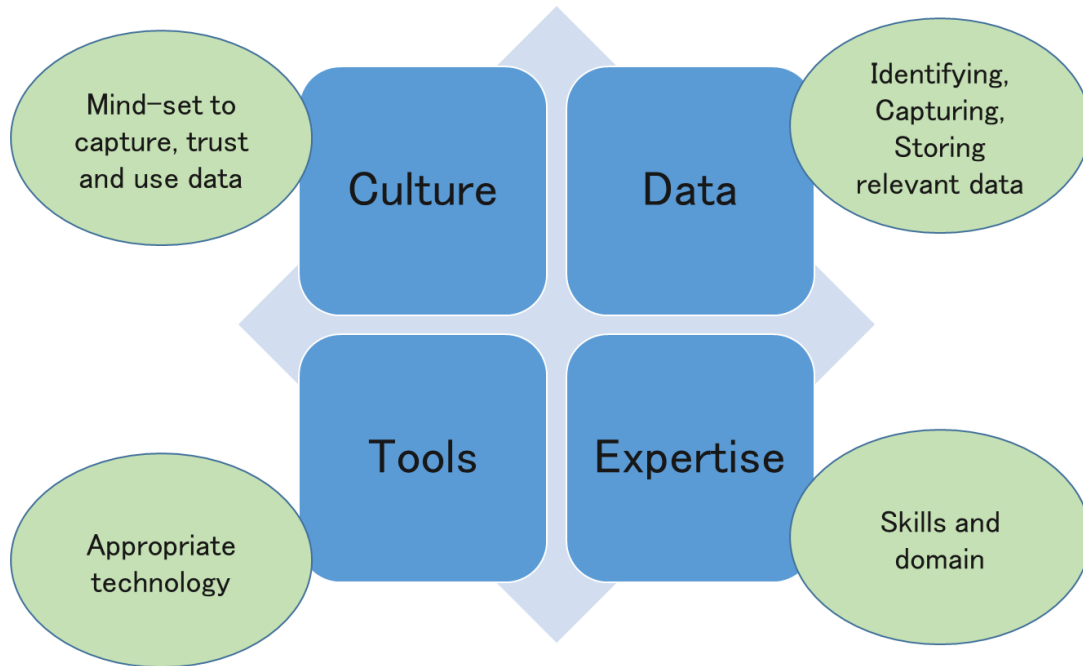 Mind-set to
capture, trust
and use data
Culture
Data
Identifying,
Capturing,
Storing
relevant data
Tools
Expertise
Appropriate
technology
Skills and
domain